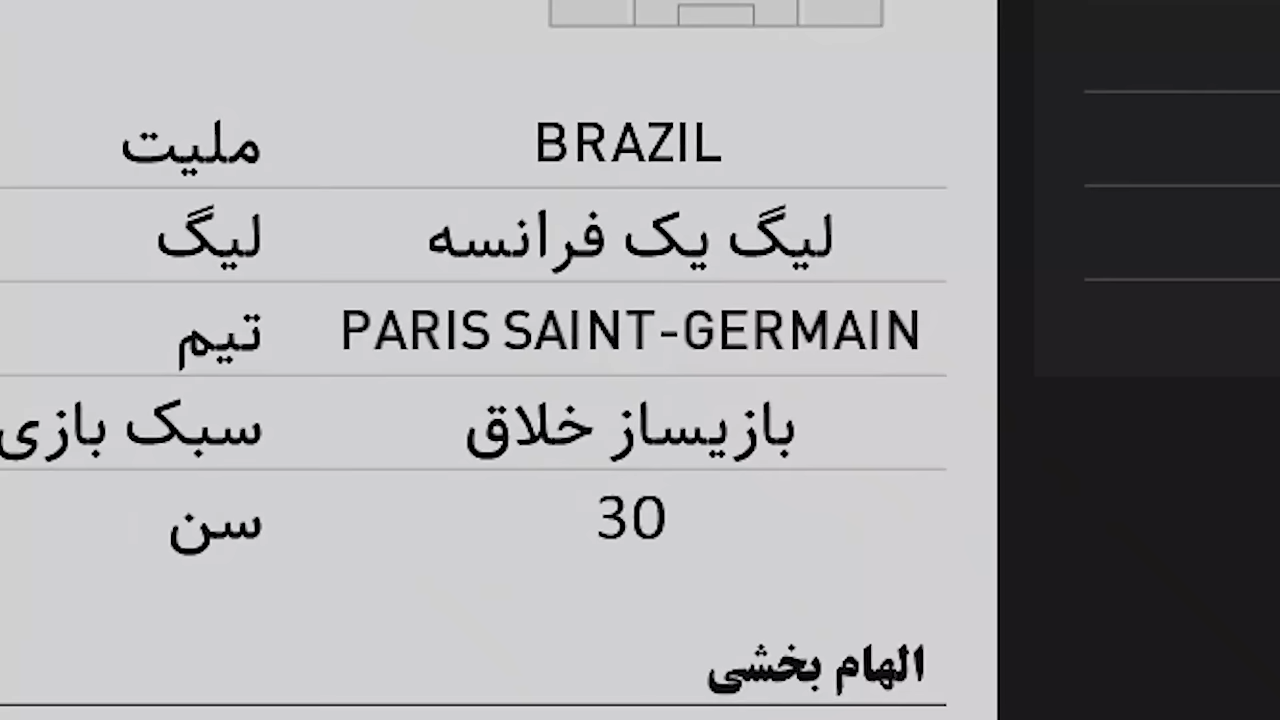 ملیت BRAZIL
لیگ لیگ یک فرانسه
تیم PARIS SAINT-GERMAIN
سبک بازی بازیساز خلاق
سن 30
الهام بخشی